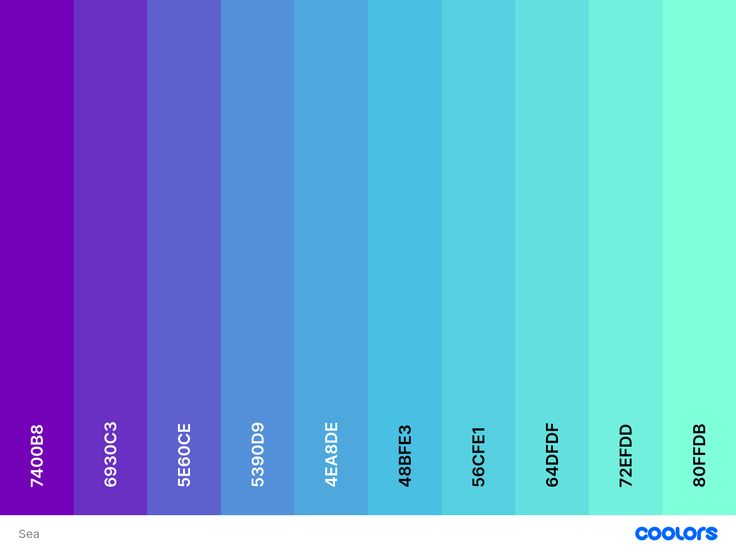 7400B8
6930C3
5E60CE
5390D9
4EA8DE
48BFE3
56CFE1
64DFDF
72EFDD
80FFDB
Sea
coolors